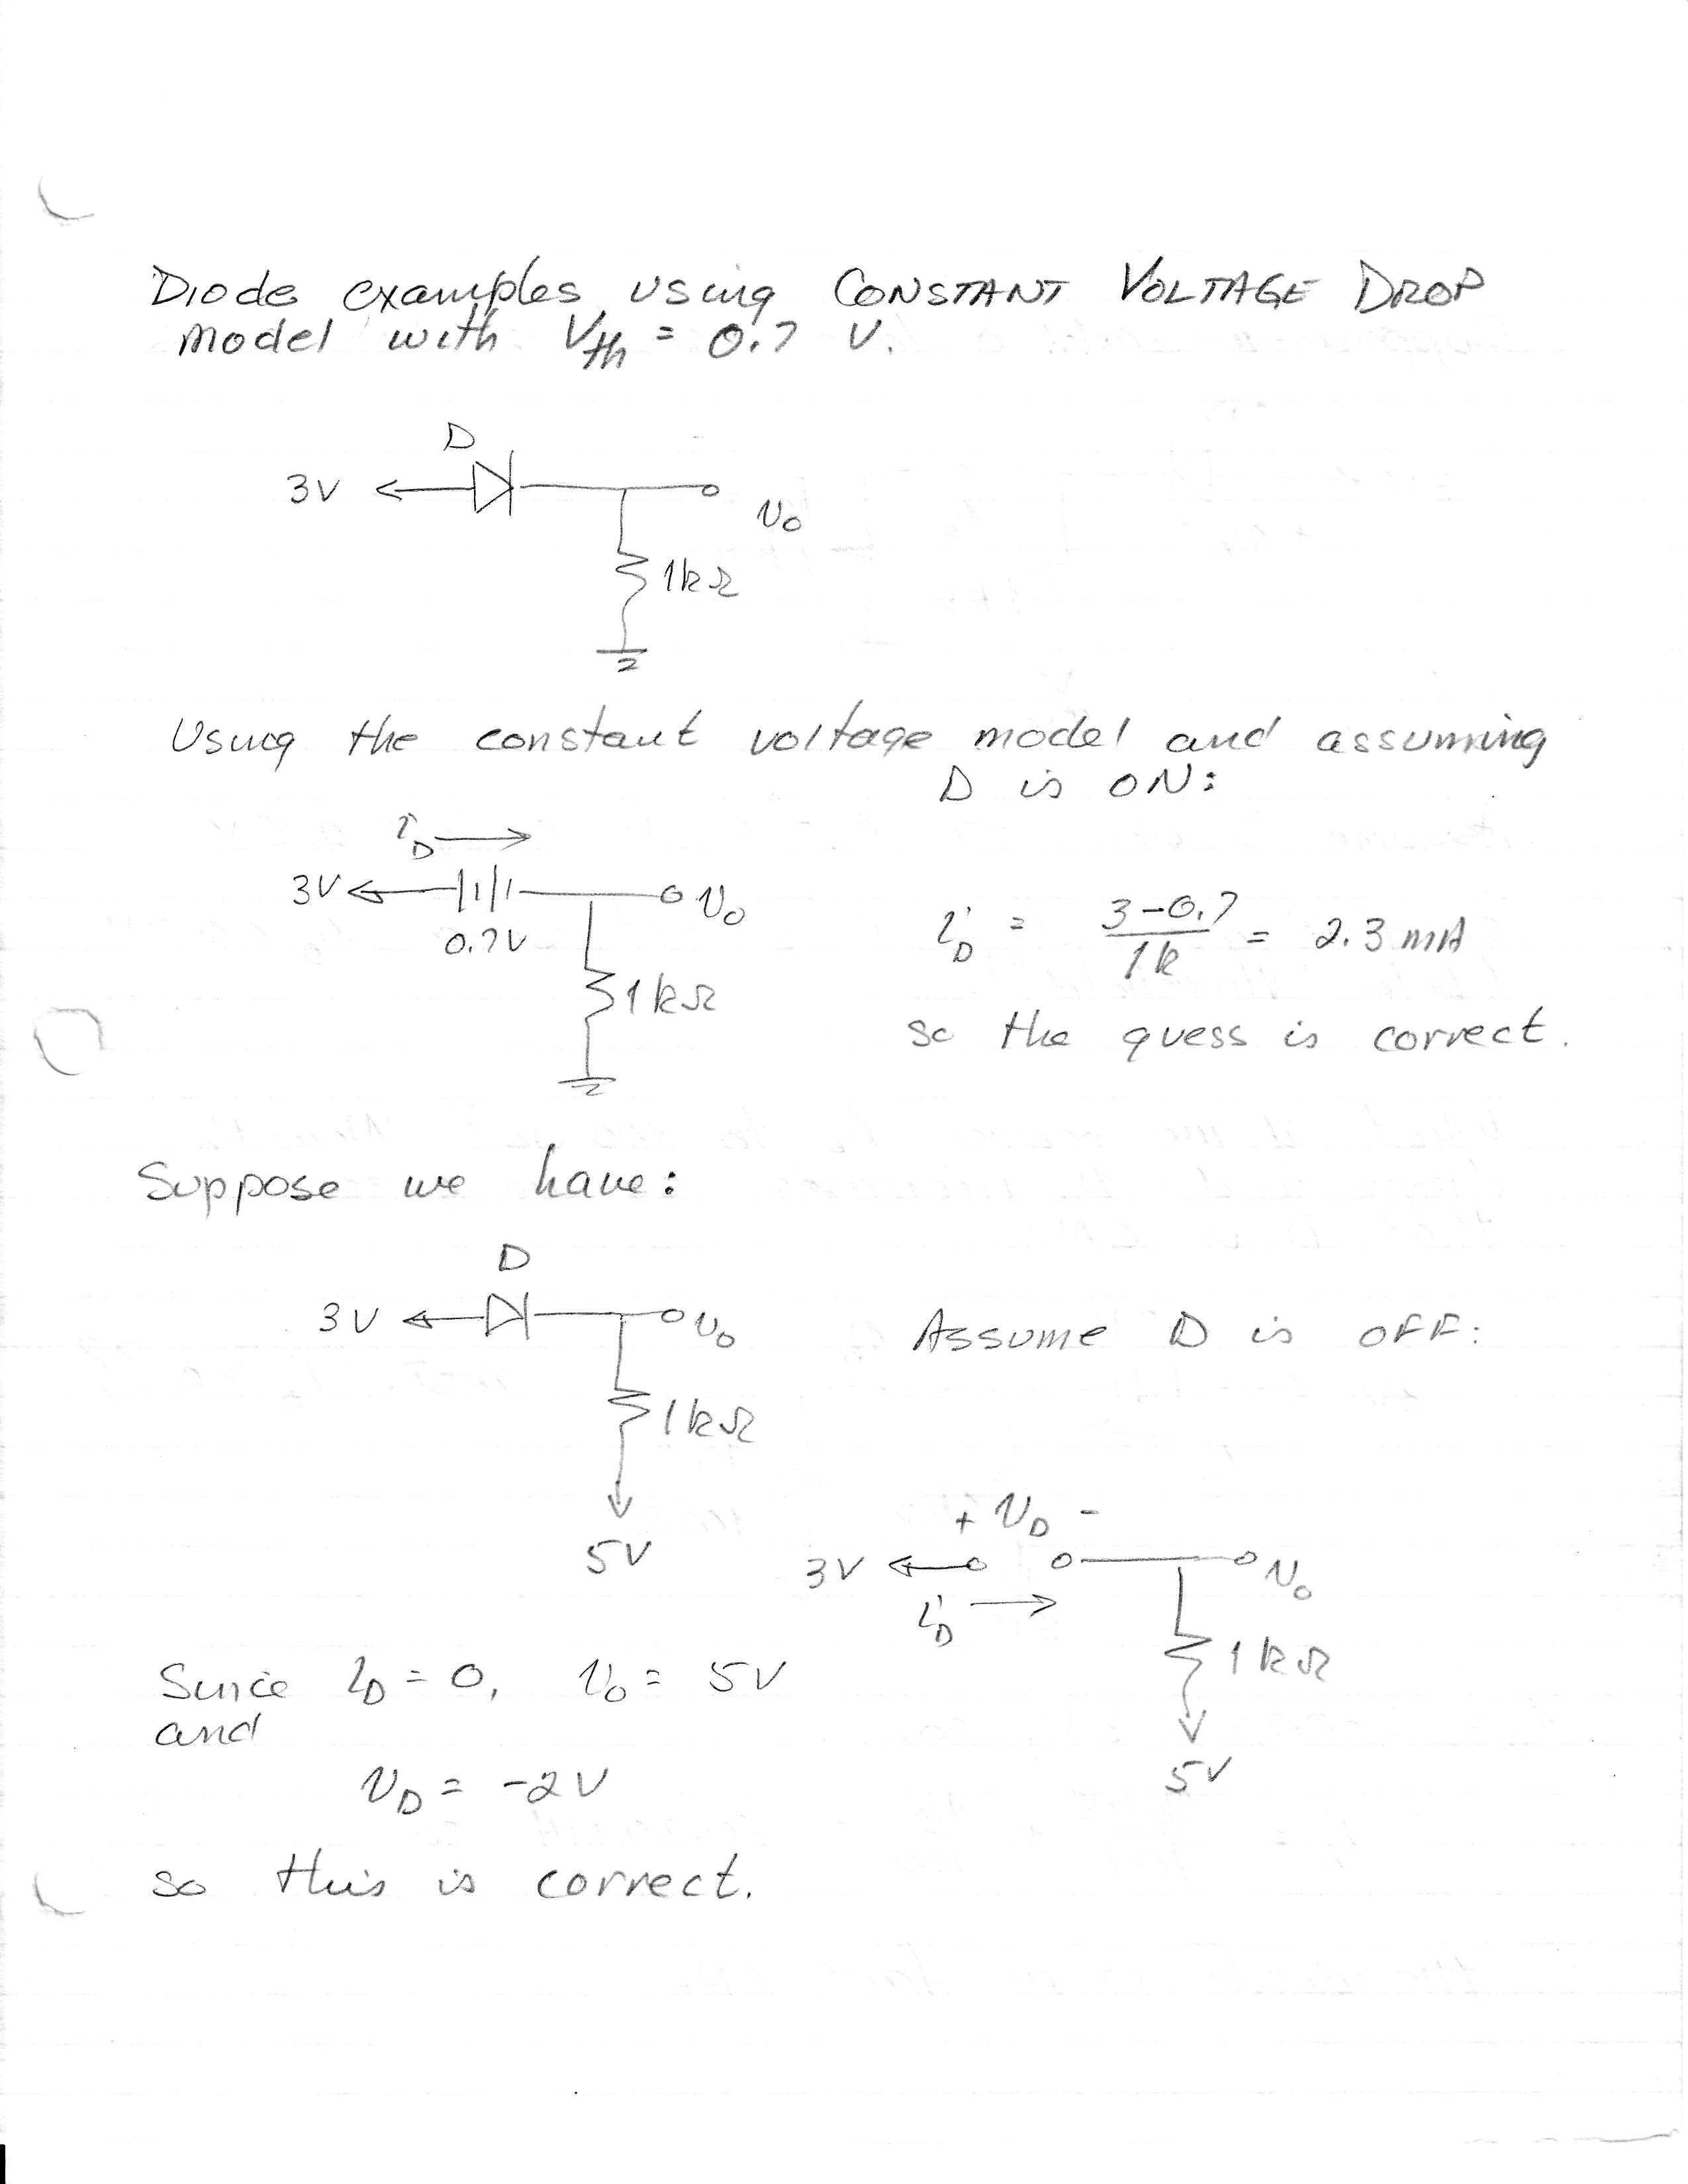 Diode examples using CONSTANT VOLTAGE DROP
model with Vth = 0.7 V.
D
3V
vo
1kΩ
Using the constant voltage model and assuming
D is ON:
iD
3V
vo
0.7V
1kΩ
iD = (3-0.7)/1k = 2.3 mA
so the guess is correct.
Suppose we have:
D
3V
vo
Assume D is OFF:
1kΩ
5V
+ vD -
3V
vo
iD
1kΩ
5V
Since iD = 0, vo = 5V
and
vD = -2V
so this is correct.